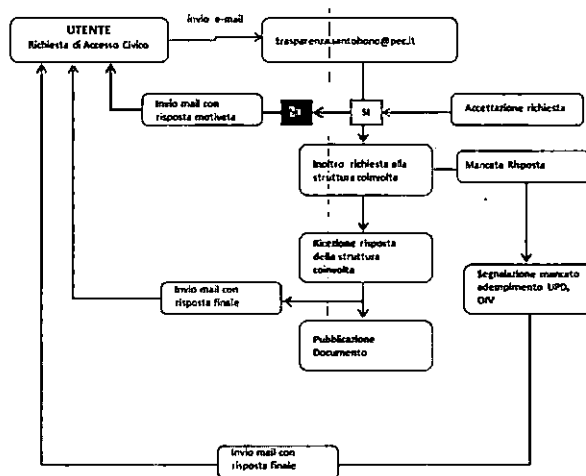 UTENTE
Richiesta di Accesso Civico
invio e-mail
trasparenza.santobono@pec.it
Invio mail con
risposta motivata
SI
Accettazione richiesta
Inoltro richiesta alla
struttura coinvolta
Mancata Risposta
Ricezione risposta
della struttura
coinvolta
Segnalazione mancato
adempimento UPD,
OIV
Invio mail con
risposta finale
Pubblicazione
Documento
Invio mail con
risposta finale